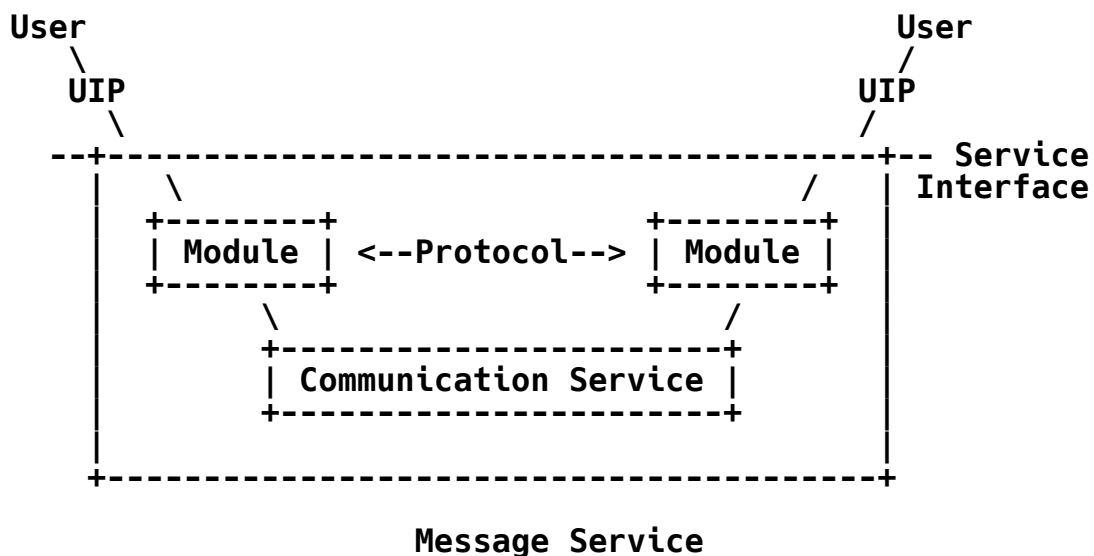 User User
UIP UIP
Service
Interface
Module <--Protocol--> Module
Communication Service
Message Service